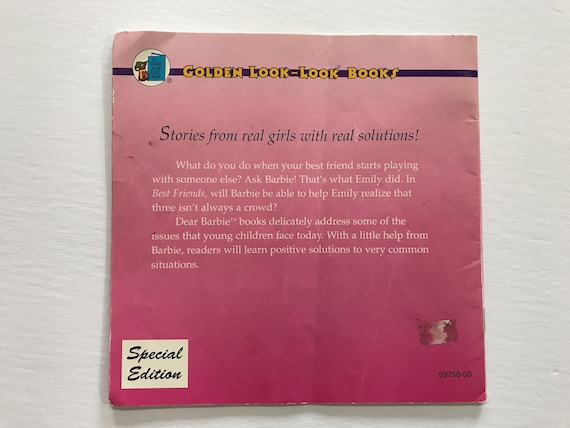 GOLDEN LOOK-LOOK® BOOKS
Stories from real girls with real solutions!
What do you do when your best friend starts playing
with someone else? Ask Barbie! That's what Emily did. In
Best Friends, will Barbie be able to help Emily realize that
three isn't always a crowd?
Dear Barbie™ books delicately address some of the
issues that young children face today. With a little help from
Barbie, readers will learn positive solutions to very common
situations.
Special
Edition
59758-00